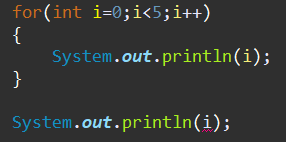 for(int i=0;i<5;i++)
{
    System.out.println(i);
}

System.out.println(i);